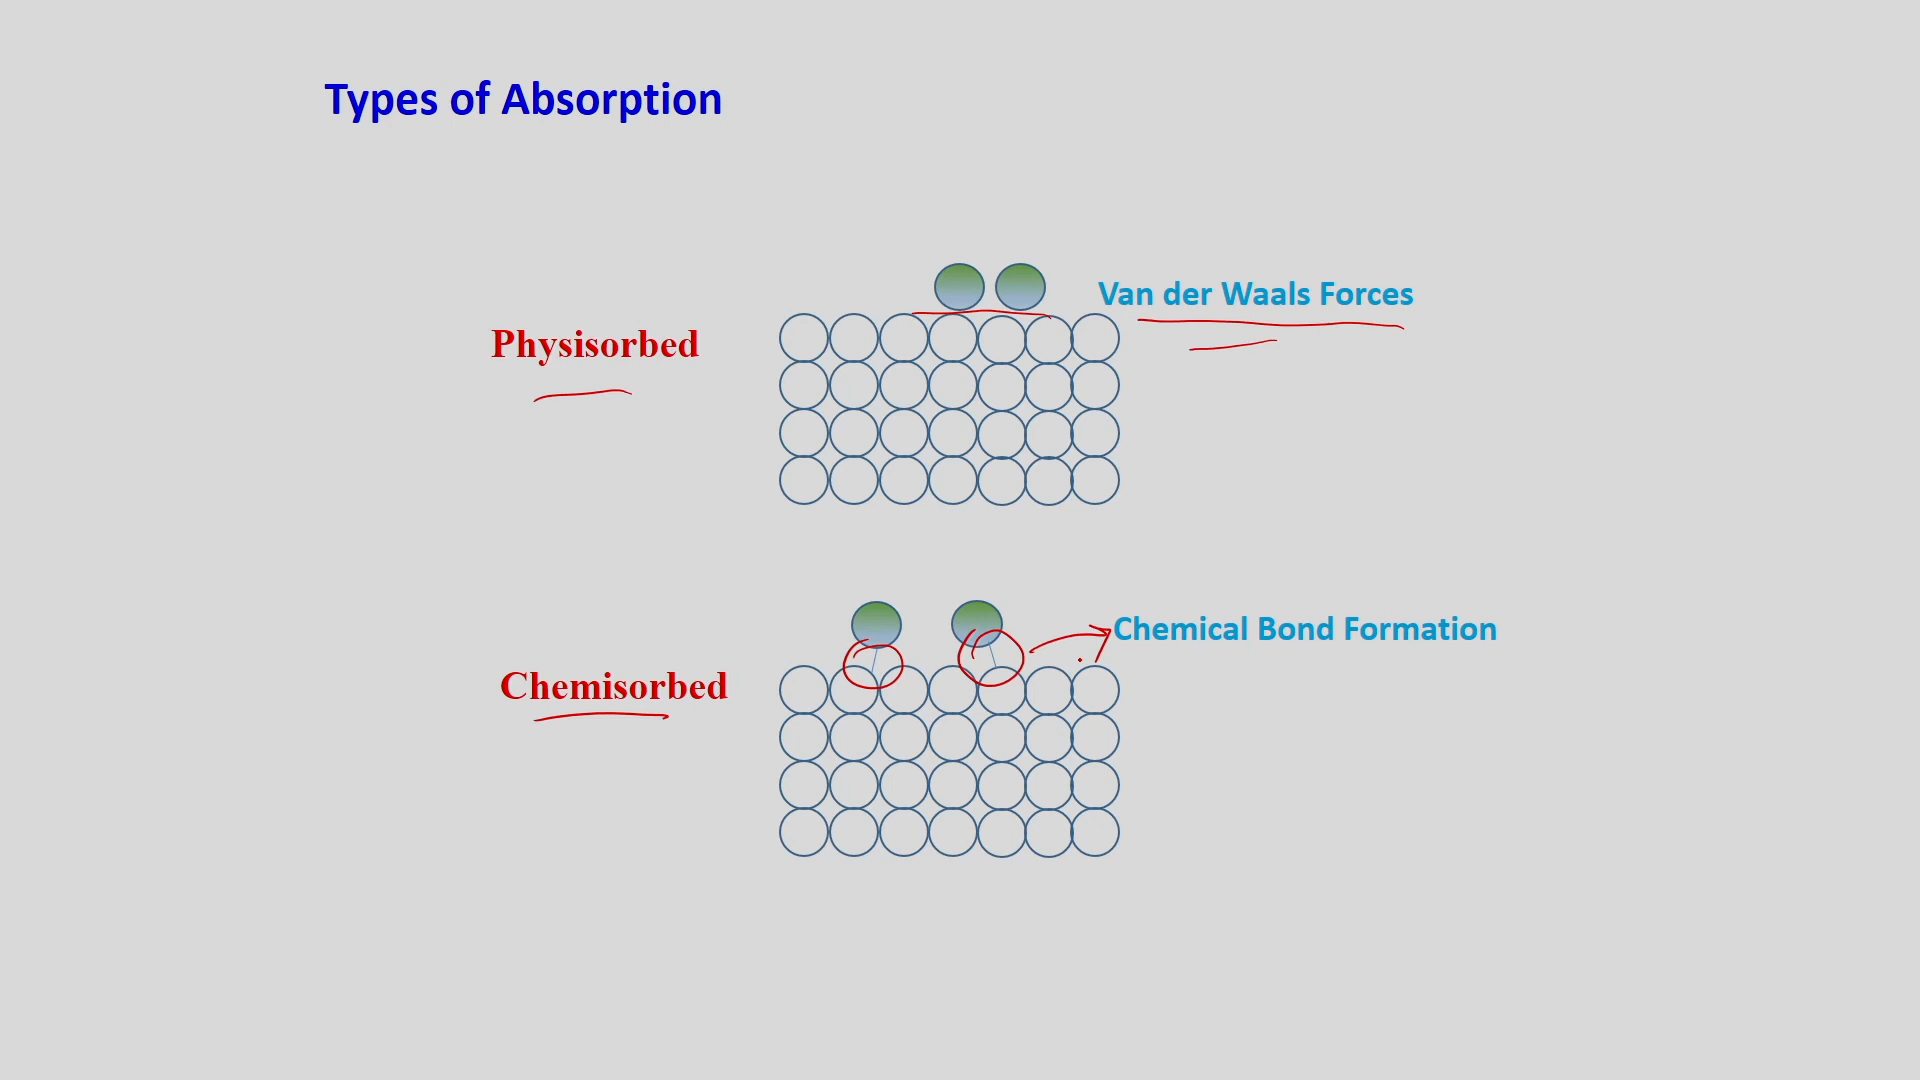 Types of Absorption
Van der Waals Forces
Physisorbed
Chemical Bond Formation
Chemisorbed